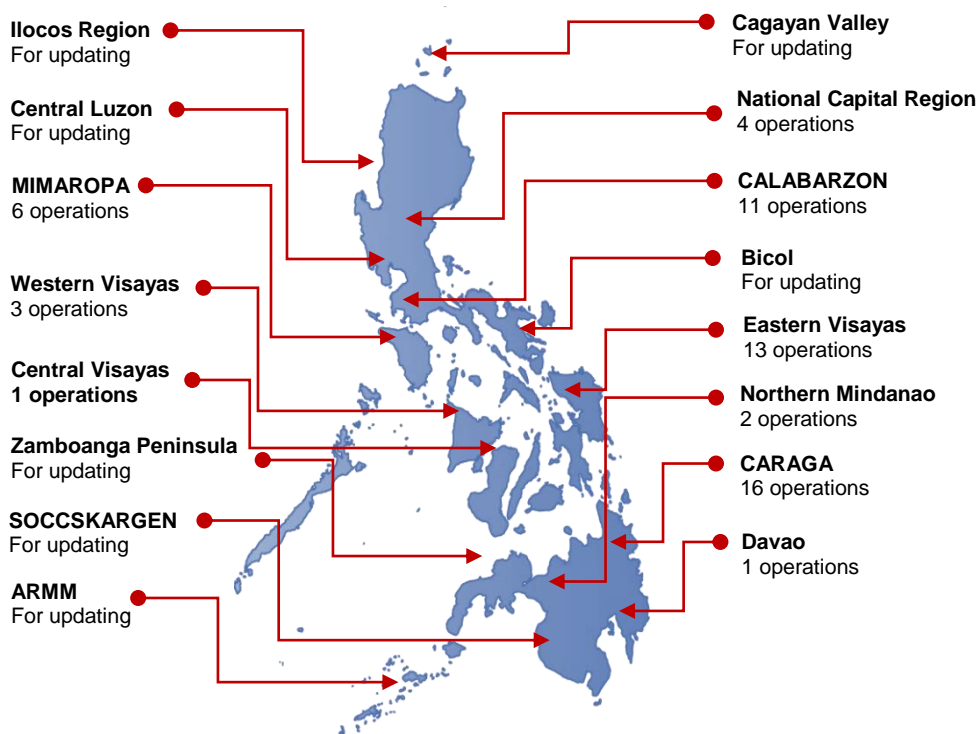 Ilocos Region
For updating
Central Luzon
For updating
MIMAROPA
6 operations
Western Visayas
3 operations
Central Visayas
1 operations
Zamboanga Peninsula
For updating
SOCCSKARGEN
For updating
ARMM
For updating
Cagayan Valley
For updating
National Capital Region
4 operations
CALABARZON
11 operations
Bicol
For updating
Eastern Visayas
13 operations
Northern Mindanao
2 operations
CARAGA
16 operations
Davao
1 operations